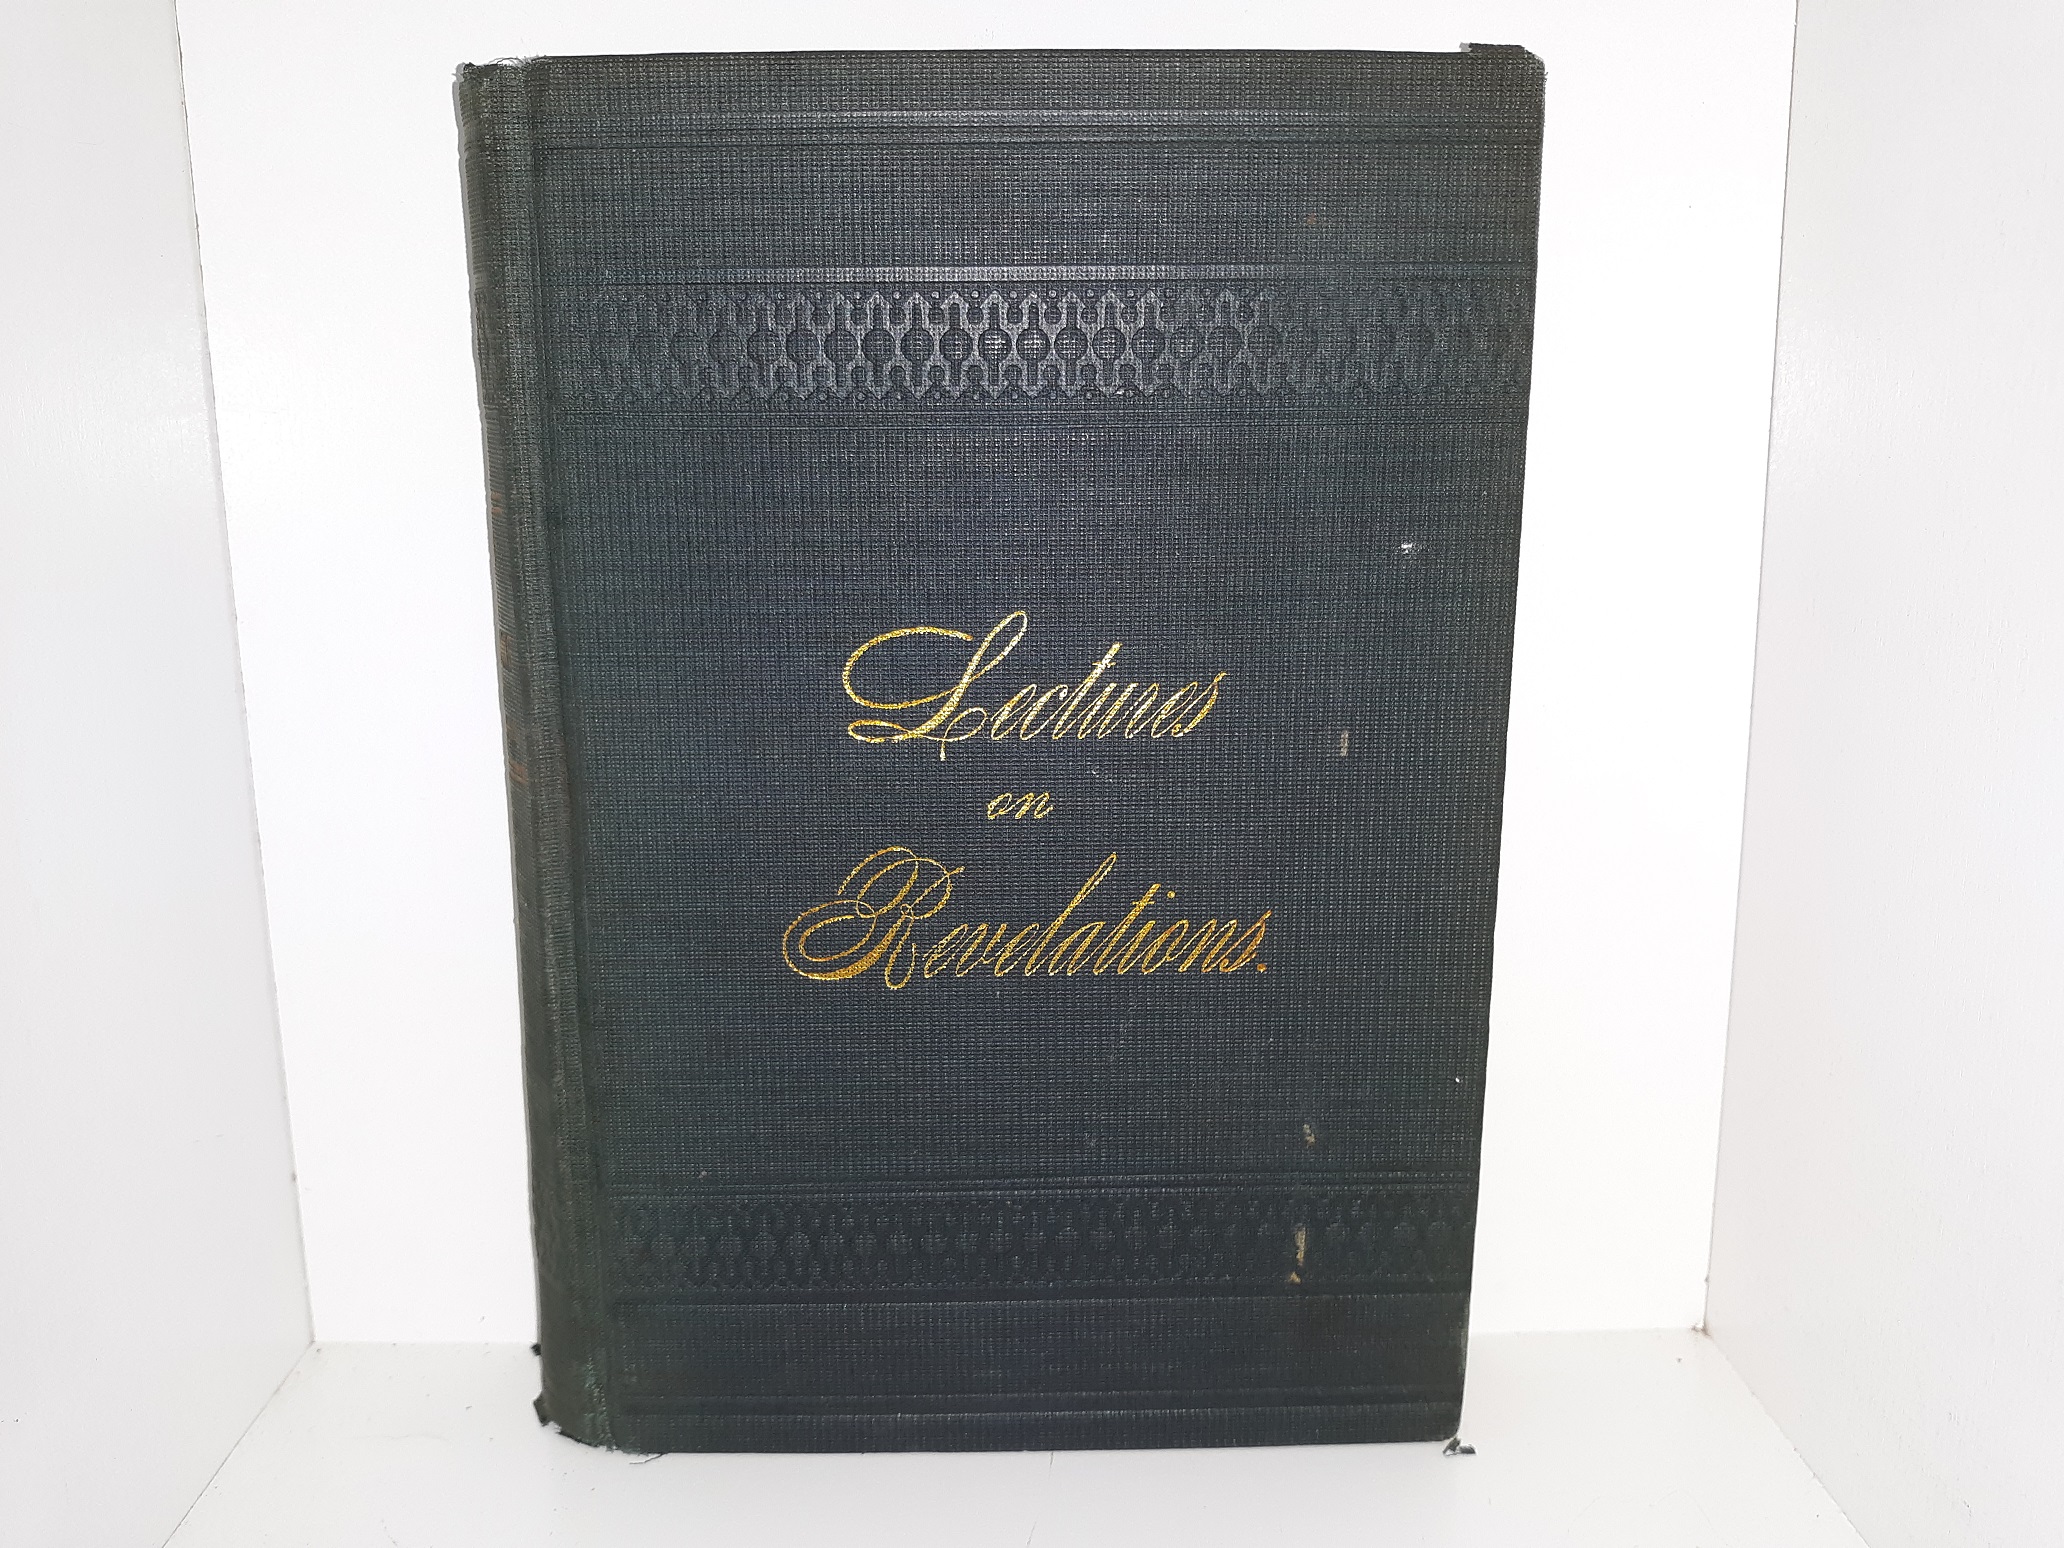 Lectures
on
Revelations.